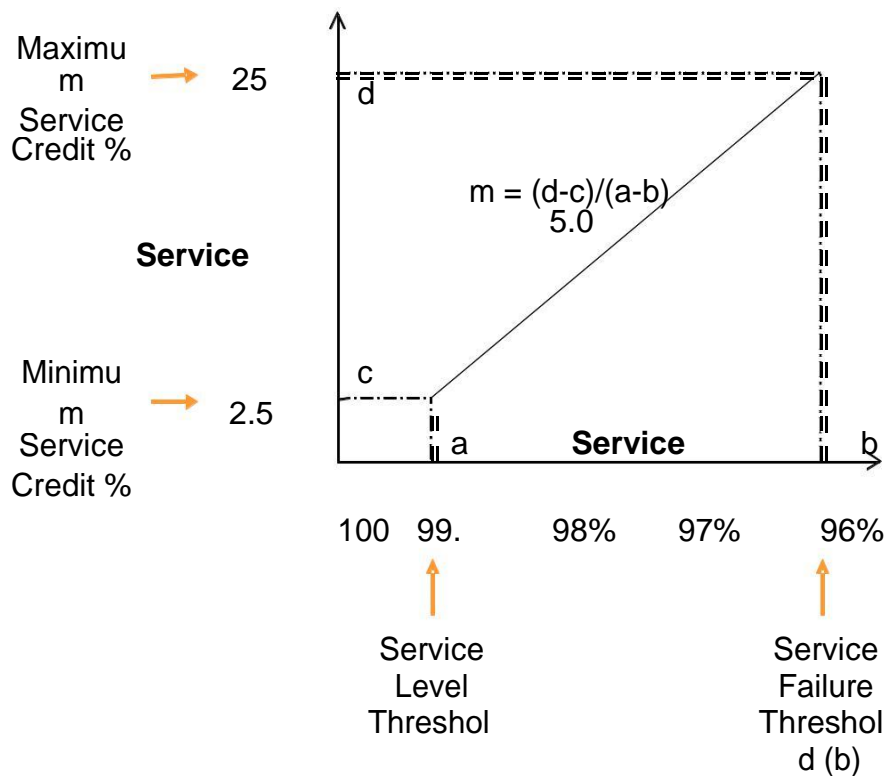 Maximu
m
Service
Credit %
25
d
m = (d-c)/(a-b)
5.0
Service
Minimu
m
Service
Credit %
2.5
c
a
Service
b
100 99. 98% 97% 96%
Service
Level
Threshol
Service
Failure
Threshol
d (b)